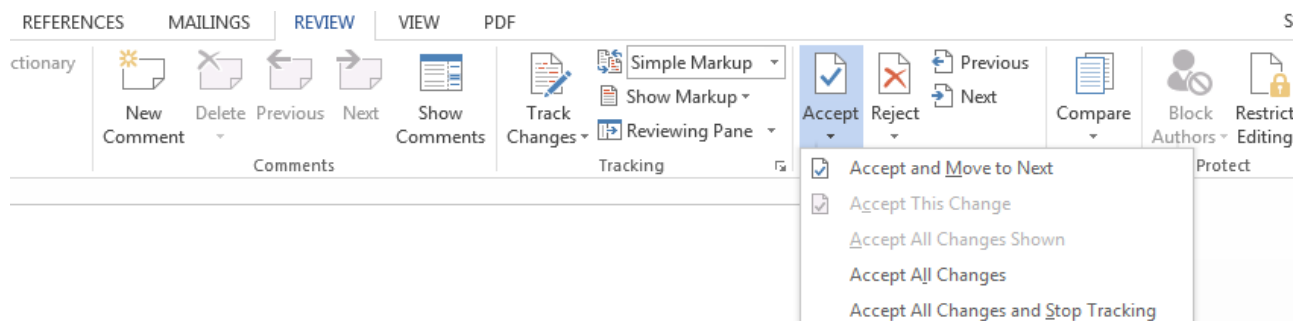 REFERENCES MAILINGS REVIEW VIEW PDF S
ctionary
New Comment
Delete
Previous
Next
Show Comments
Comments
Track Changes
Simple Markup
Show Markup
Reviewing Pane
Tracking
Accept
Reject
Previous
Next
Compare
Block Authors
Restrict Editing
Protect
Accept and Move to Next
Accept This Change
Accept All Changes Shown
Accept All Changes
Accept All Changes and Stop Tracking